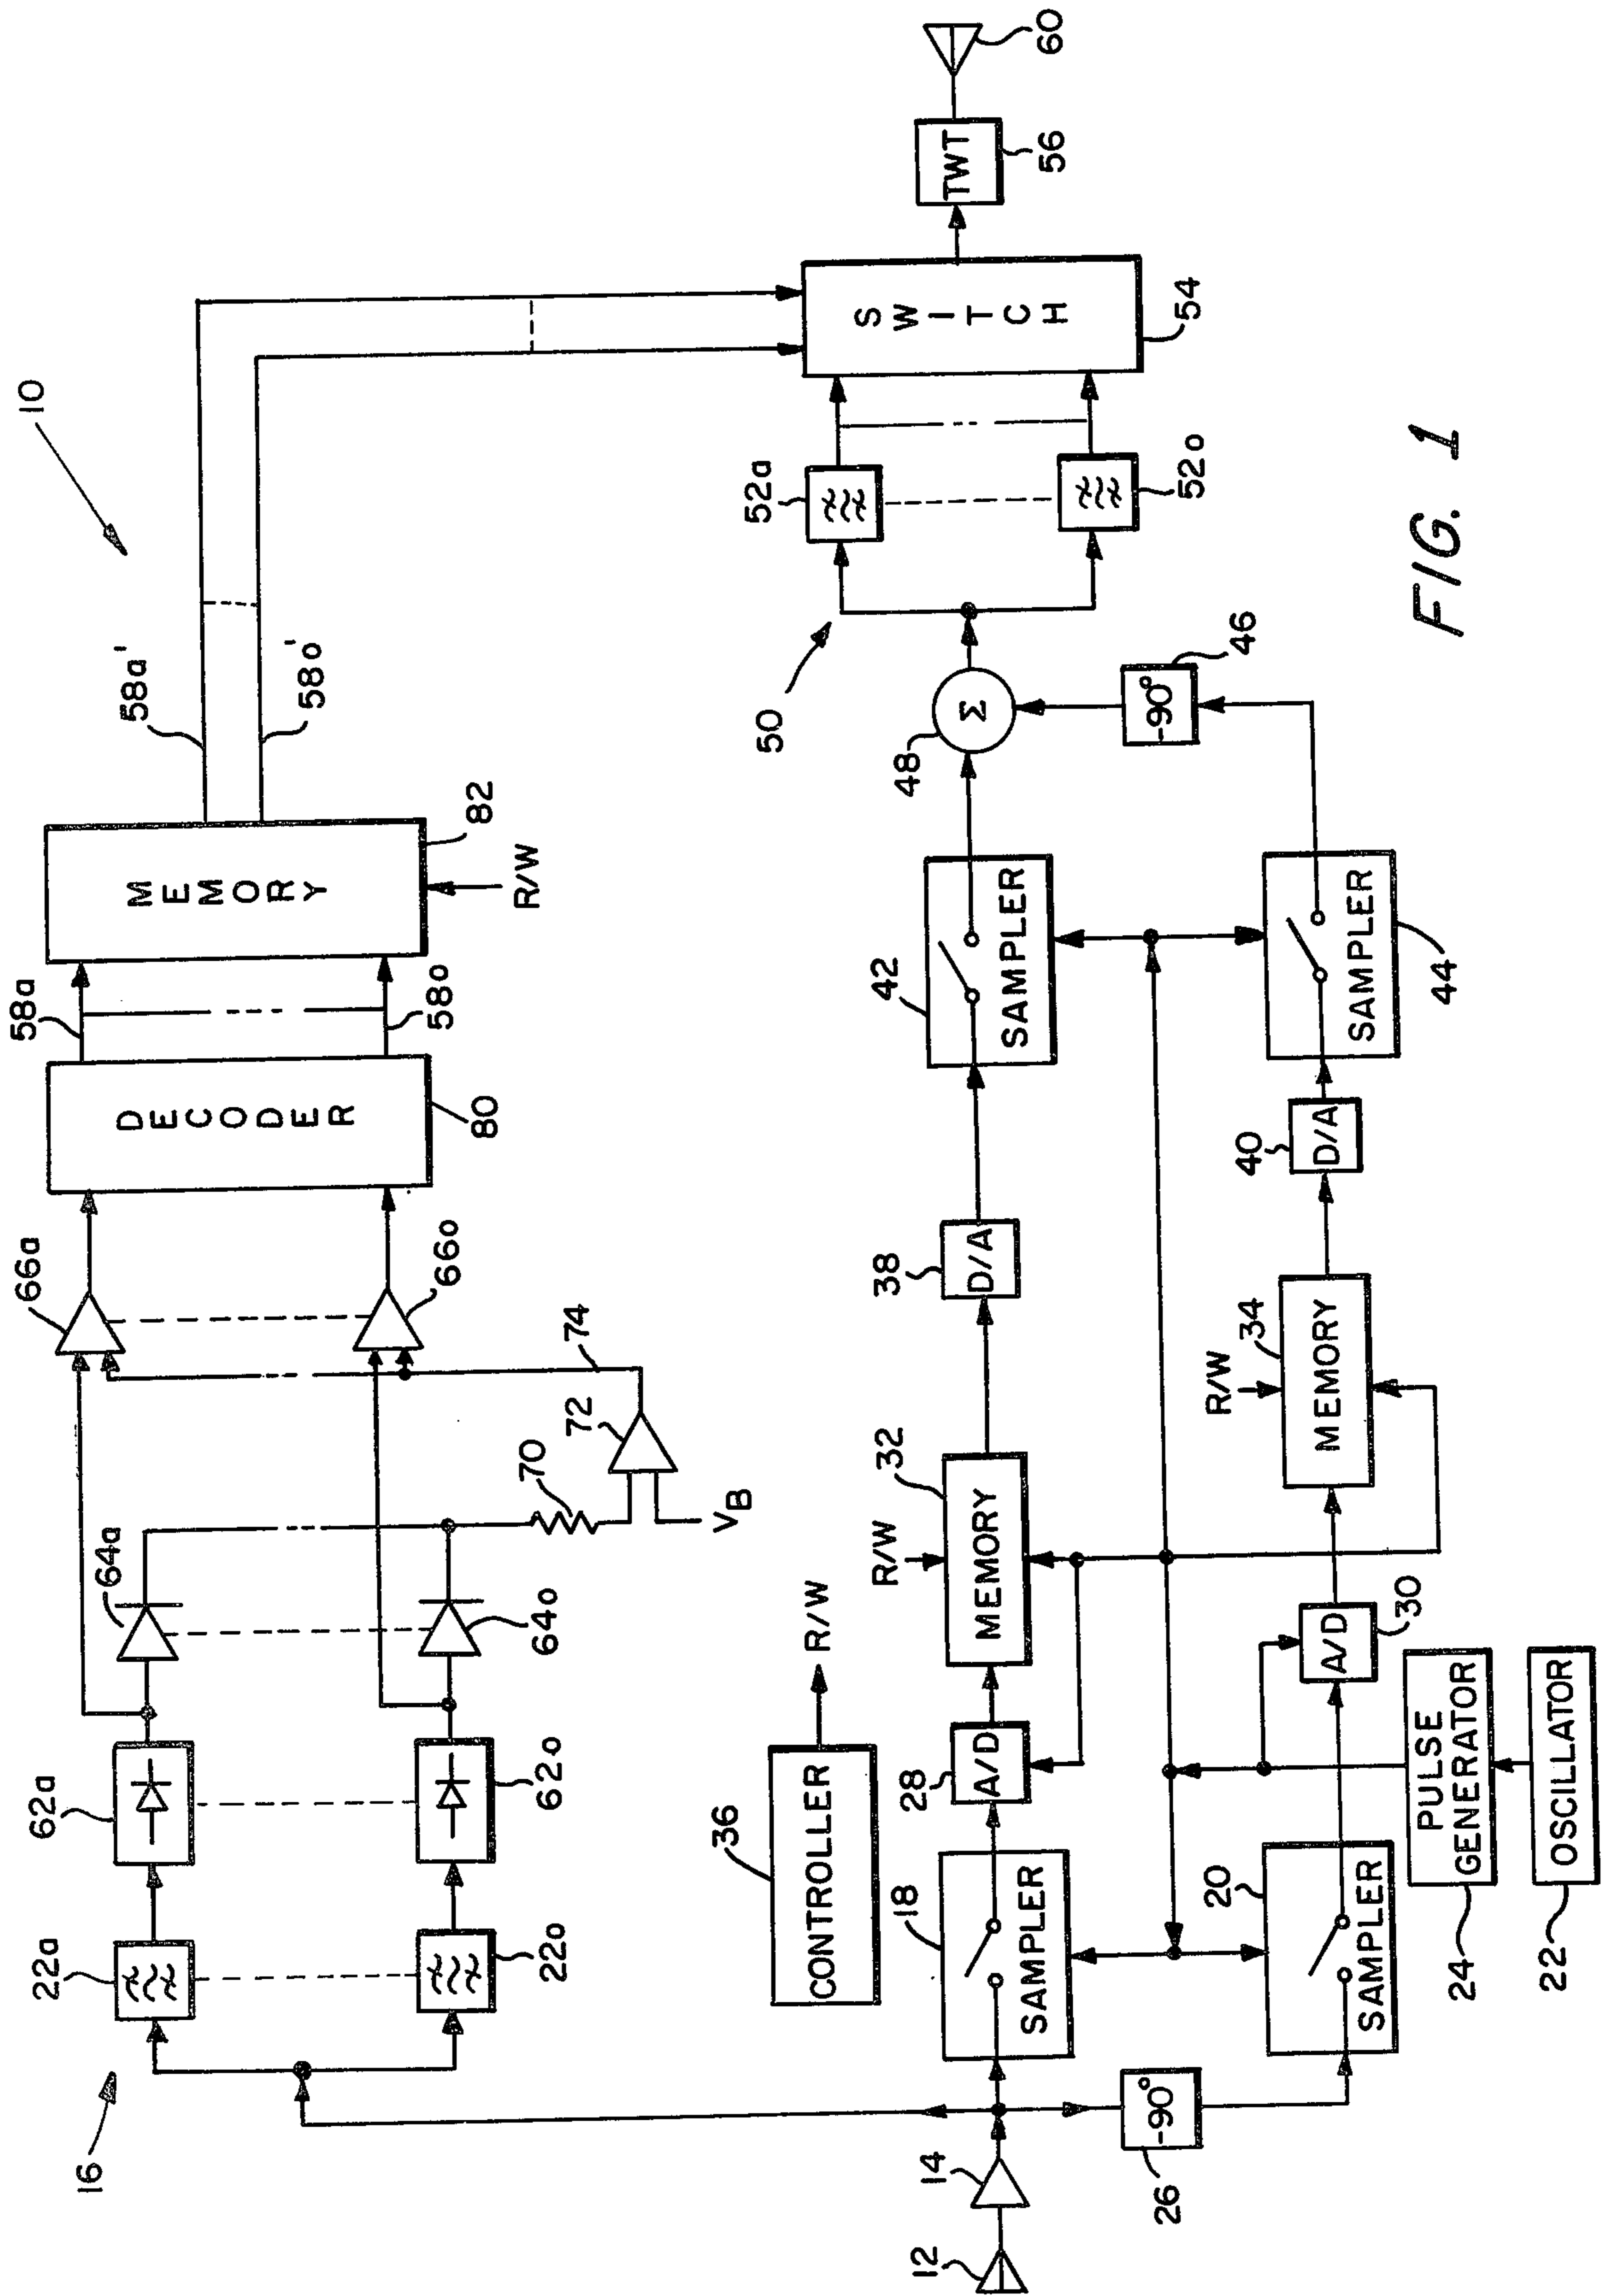 10
16
22a
62a
64a
66a
58a
58a'
22o
62o
64o
66o
58o
58o'
DECODER
80
MEMORY
82
R/W
70
72
74
VB
CONTROLLER
36
R/W
12
14
18
SAMPLER
28
A/D
R/W
32
MEMORY
38
D/A
42
SAMPLER
48
Σ
50
52a
52o
SWITCH
54
TWT
56
60
26
-90°
20
SAMPLER
30
A/D
R/W
34
MEMORY
40
D/A
44
SAMPLER
46
-90°
24
PULSE
GENERATOR
22
OSCILLATOR
FIG. 1